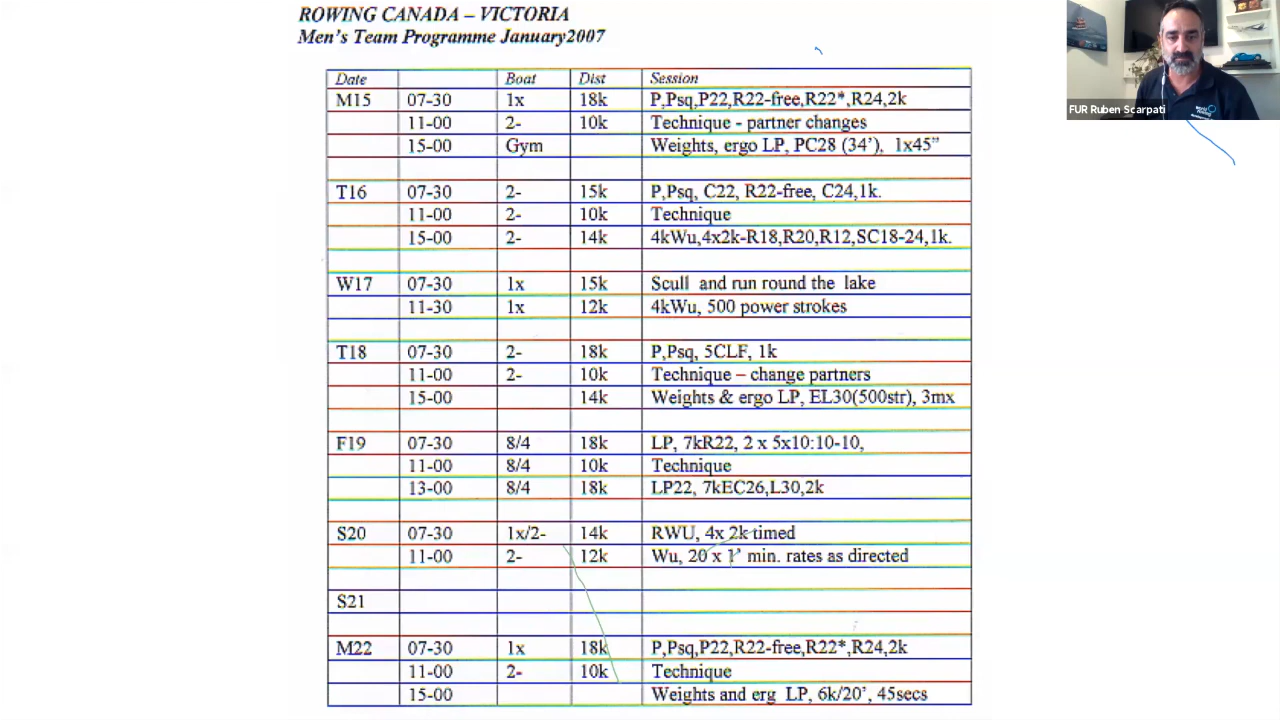 ROWING CANADA – VICTORIA
Men's Team Programme January2007
Date Boat Dist Session
M15 07-30 1x 18k P,Psq,P22,R22-free,R22*,R24,2k
11-00 2- 10k Technique - partner changes
15-00 Gym Weights, ergo LP, PC28 (34'), 1x45"
T16 07-30 2- 15k P,Psq, C22, R22-free, C24,1k.
11-00 2- 10k Technique
15-00 2- 14k 4kWu,4x2k-R18,R20,R12,SC18-24,1k.
W17 07-30 1x 15k Scull and run round the lake
11-30 1x 12k 4kWu, 500 power strokes
T18 07-30 2- 18k P,Psq, 5CLF, 1k
11-00 2- 10k Technique – change partners
15-00 14k Weights & ergo LP, EL30(500str), 3mx
F19 07-30 8/4 18k LP, 7kR22, 2 x 5x10:10-10,
11-00 8/4 10k Technique
13-00 8/4 18k LP22, 7kEC26,L30,2k
S20 07-30 1x/2- 14k RWU, 4x 2k timed
11-00 2- 12k Wu, 20 x 1' min. rates as directed
S21
M22 07-30 1x 18k P,Psq,P22,R22-free,R22*,R24,2k
11-00 2- 10k Technique
15-00 Weights and erg LP, 6k/20', 45secs
FUR Ruben Scarpati